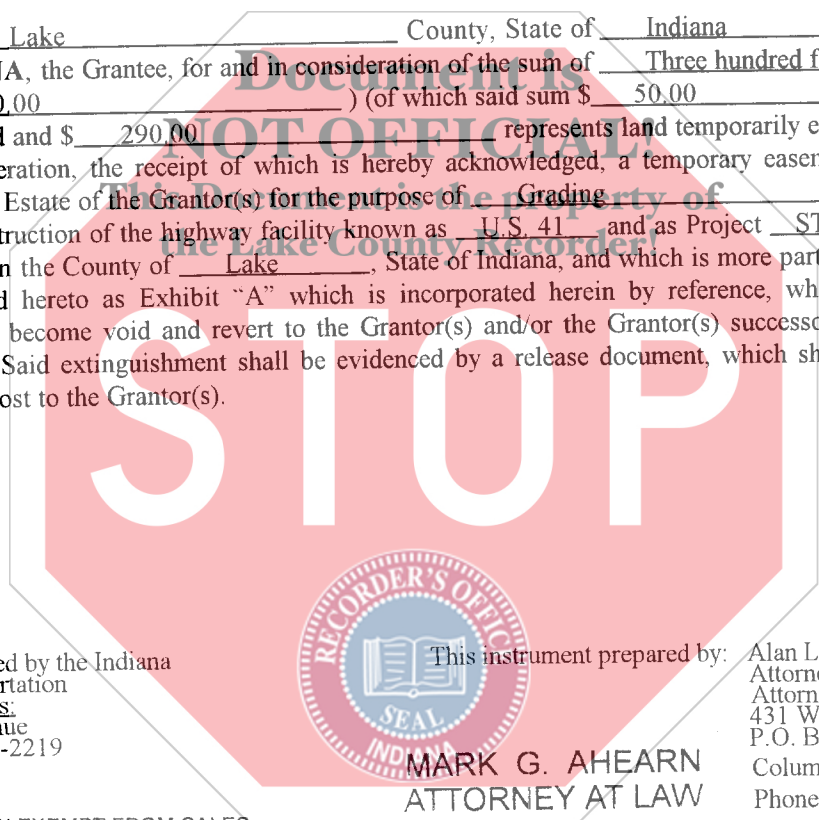 Lake County, State of Indiana
IA, the Grantee, for and in consideration of the sum of Three hundred f
0.00 ) (of which said sum $ 50.00
d and $ 290.00 represents land temporarily e
eration, the receipt of which is hereby acknowledged, a temporary easem
Estate of the Grantor(s) for the purpose of Grading
truction of the highway facility known as U.S. 41 and as Project ST
n the County of Lake, State of Indiana, and which is more part
d hereto as Exhibit “A” which is incorporated herein by reference, wh
become void and revert to the Grantor(s) and/or the Grantor(s) successo
Said extinguishment shall be evidenced by a release document, which sh
ost to the Grantor(s).
Document is
NOT OFFICIAL!
This Document is the property of
the Lake County Recorder!
STOP
RECORDER'S OFFICE
SEAL
INDIANA
ed by the Indiana
rtation
s:
nue
-2219
This instrument prepared by: Alan L
Attorne
Attorn
431 W
P.O. B
Colum
Phone
MARK G. AHEARN
ATTORNEY AT LAW